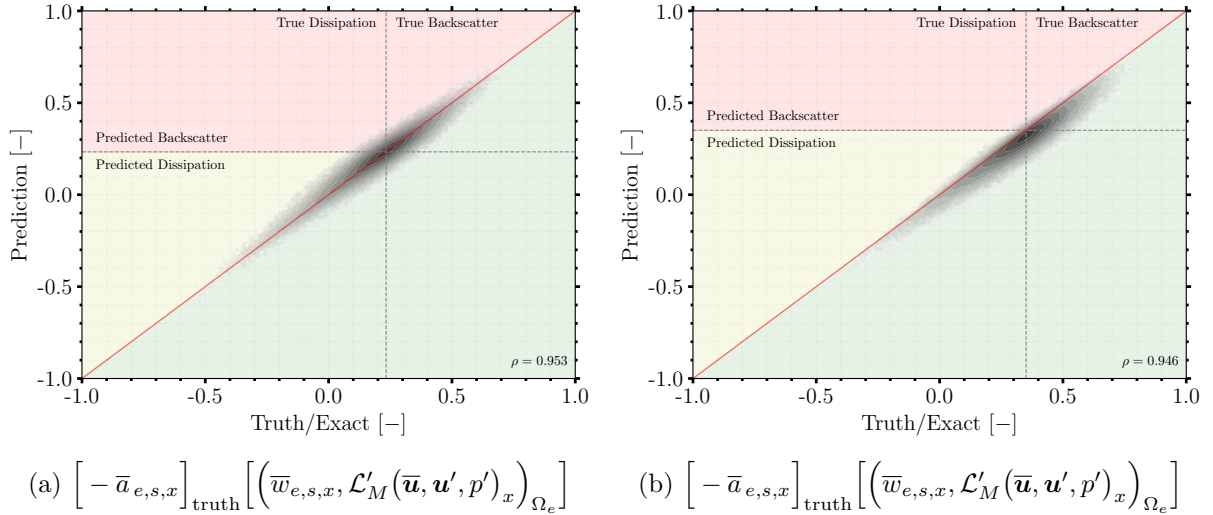 True Dissipation True Backscatter
1.0
0.5
0.0
-0.5
-1.0
Prediction [−]
Predicted Backscatter
Predicted Dissipation
ρ = 0.953
-1.0 -0.5 0.0 0.5 1.0
Truth/Exact [−]
(a) [ − a̅ e,s,x ]truth [ ( w̅ e,s,x , ℒ′M ( u̅, u′, p′ )x )Ωe ]
True Dissipation True Backscatter
1.0
0.5
0.0
-0.5
-1.0
Prediction [−]
Predicted Backscatter
Predicted Dissipation
ρ = 0.946
-1.0 -0.5 0.0 0.5 1.0
Truth/Exact [−]
(b) [ − a̅ e,s,x ]truth [ ( w̅ e,s,x , ℒ′M ( u̅, u′, p′ )x )Ωe ]